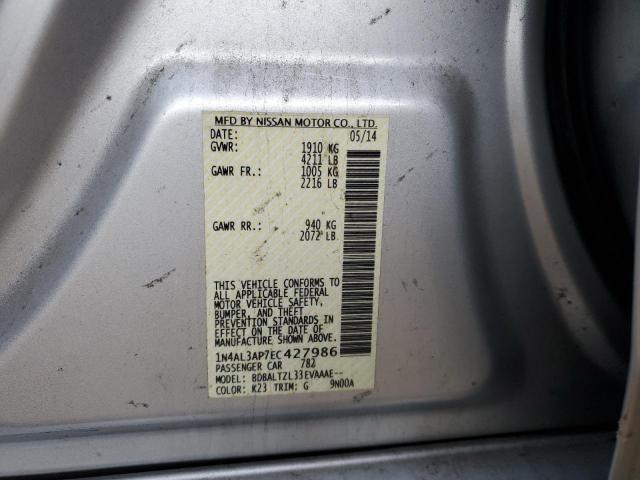 MFD BY NISSAN MOTOR CO., LTD.
DATE: 05/14
GVWR: 1910 KG
4211 LB
GAWR FR.: 1005 KG
2216 LB
GAWR RR.: 940 KG
2072 LB
THIS VEHICLE CONFORMS TO
ALL APPLICABLE FEDERAL
MOTOR VEHICLE SAFETY,
BUMPER, AND THEFT
PREVENTION STANDARDS IN
EFFECT ON THE DATE OF
MANUFACTURE SHOWN ABOVE.
1N4AL3AP7EC427986
PASSENGER CAR 782
MODEL: BDBALTZL33EVAAAE--
COLOR: K23 TRIM: G 9N00A